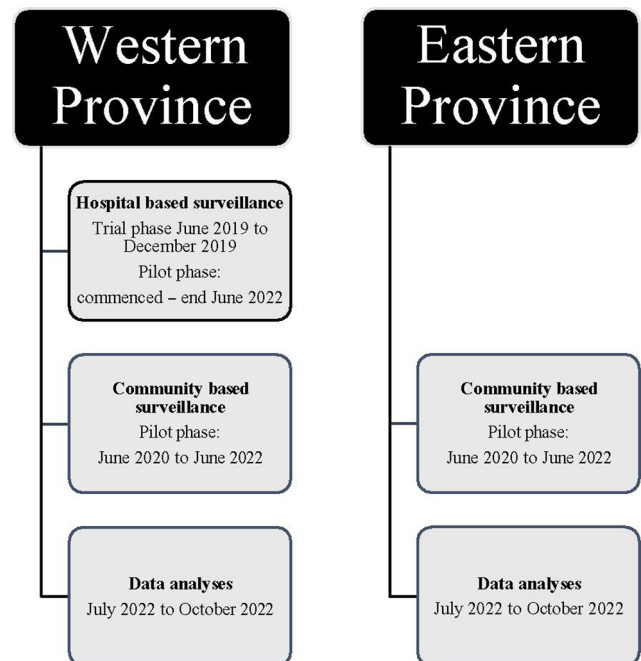 Western
Province
Hospital based surveillance
Trial phase June 2019 to
December 2019
Pilot phase:
commenced – end June 2022
Community based
surveillance
Pilot phase:
June 2020 to June 2022
Data analyses
July 2022 to October 2022
Eastern
Province
Community based
surveillance
Pilot phase:
June 2020 to June 2022
Data analyses
July 2022 to October 2022